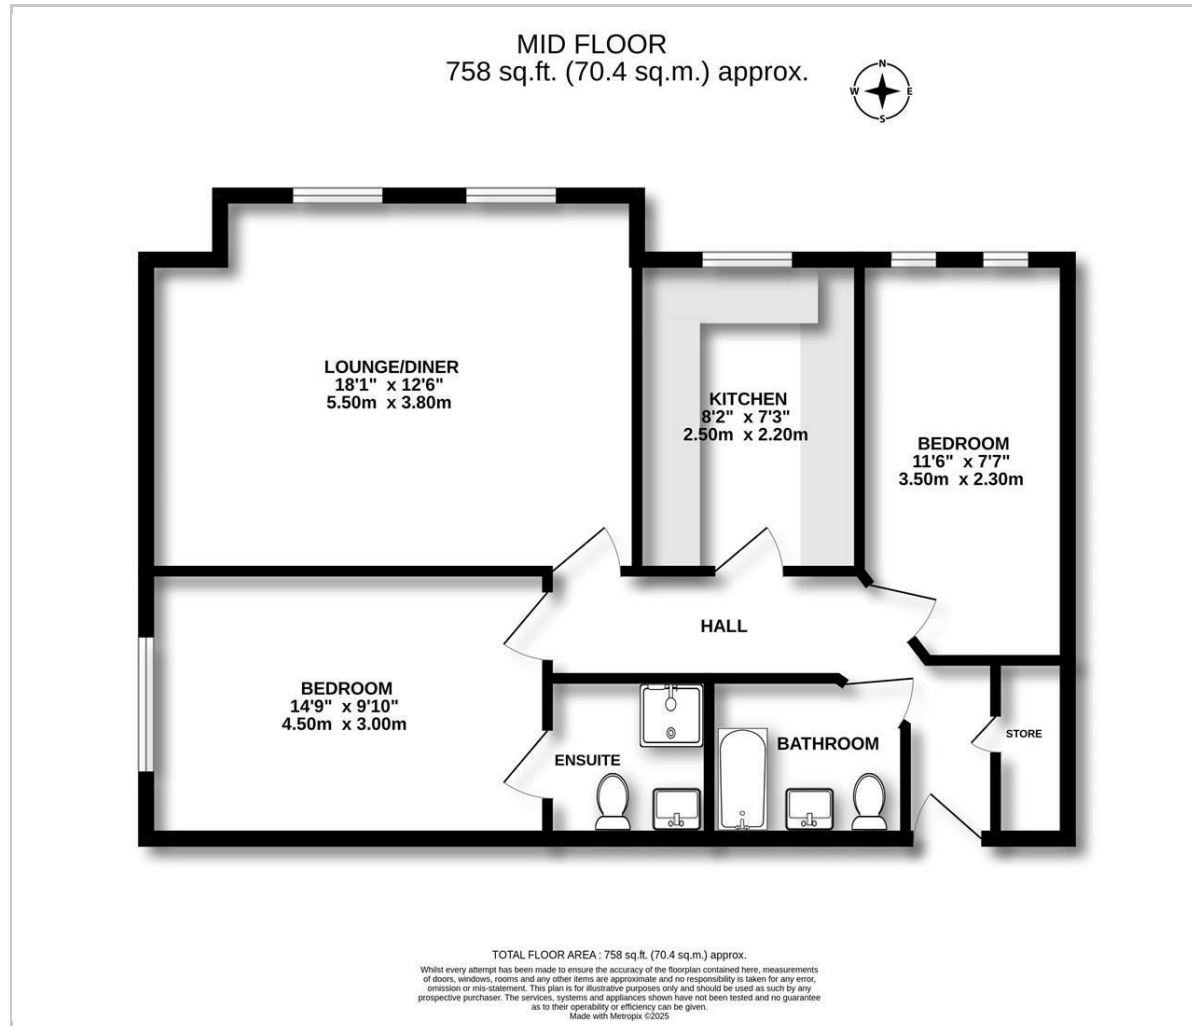 MID FLOOR
758 sq.ft. (70.4 sq.m.) approx.
N
W E
S
LOUNGE/DINER
18'1" x 12'6"
5.50m x 3.80m
KITCHEN
8'2" x 7'3"
2.50m x 2.20m
BEDROOM
11'6" x 7'7"
3.50m x 2.30m
HALL
BEDROOM
14'9" x 9'10"
4.50m x 3.00m
ENSUITE
BATHROOM
STORE
TOTAL FLOOR AREA : 758 sq.ft. (70.4 sq.m.) approx.
Whilst every attempt has been made to ensure the accuracy of the floorplan contained here, measurements
of doors, windows, rooms and any other items are approximate and no responsibility is taken for any error,
omission or mis-statement. This plan is for illustrative purposes only and should be used as such by any
prospective purchaser. The services, systems and appliances shown have not been tested and no guarantee
as to their operability or efficiency can be given.
Made with Metropix ©2025